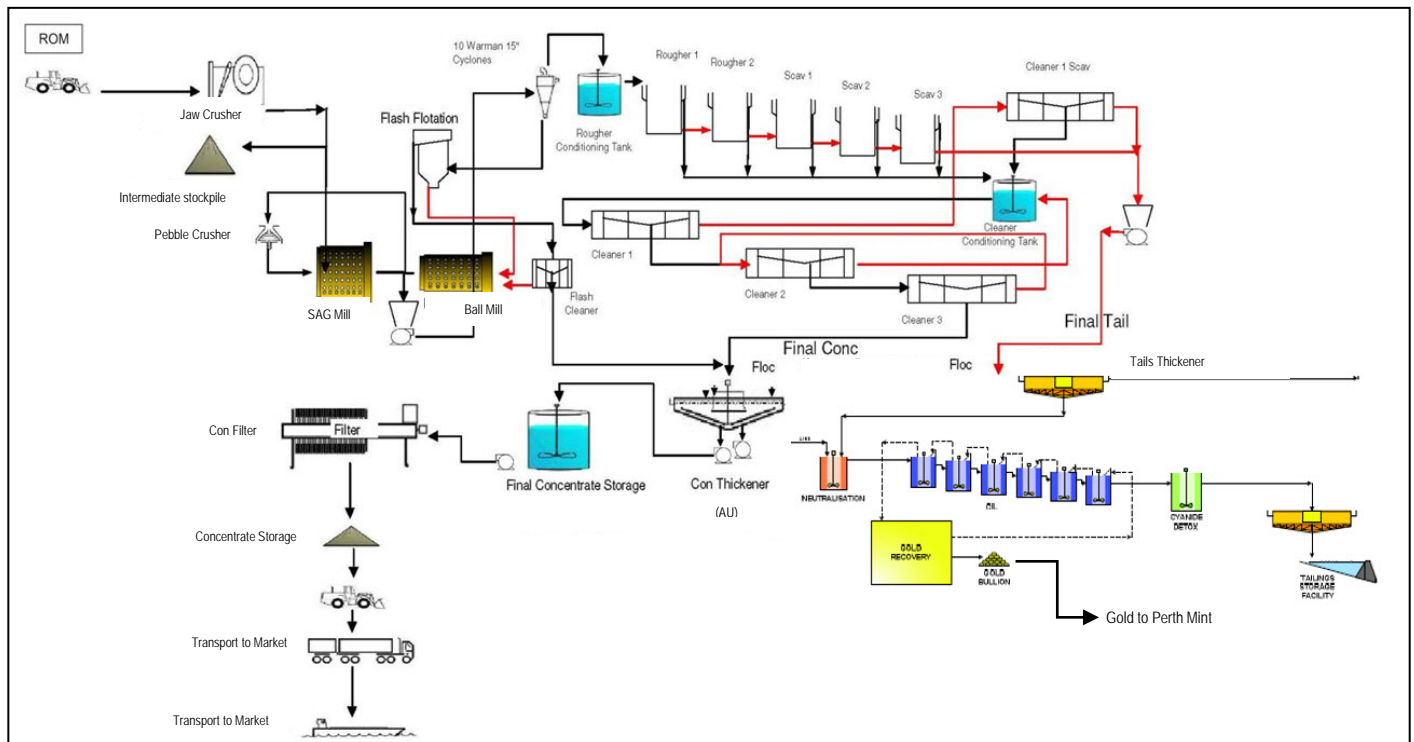 ROM
10 Warman 15"
Cyclones
Rougher 1
Rougher 2
Scav 1
Scav 2
Scav 3
Cleaner 1 Scav
Jaw Crusher
Flash Flotation
Rougher
Conditioning Tank
Intermediate stockpile
Pebble Crusher
Cleaner
Conditioning Tank
Cleaner 1
Cleaner 2
Cleaner 3
SAG Mill
Ball Mill
Flash
Cleaner
Final Tail
Final Conc
Floc
Floc
Tails Thickener
Con Filter
Filter
Final Concentrate Storage
Con Thickener
(AU)
NEUTRALISATION
CIL
CYANIDE
DETOX
Concentrate Storage
GOLD
RECOVERY
GOLD
BULLION
TAILINGS
STORAGE
FACILITY
Gold to Perth Mint
Transport to Market
Transport to Market